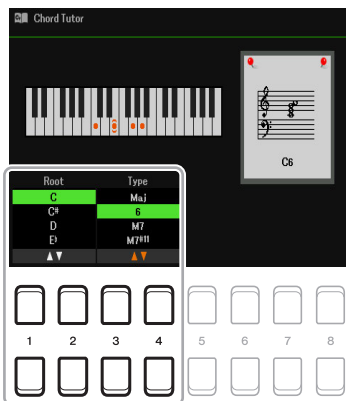 Chord Tutor
C6
Root Type
C Maj
C# 6
D M7
E♭ M7#11
1 2 3 4 5 6 7 8